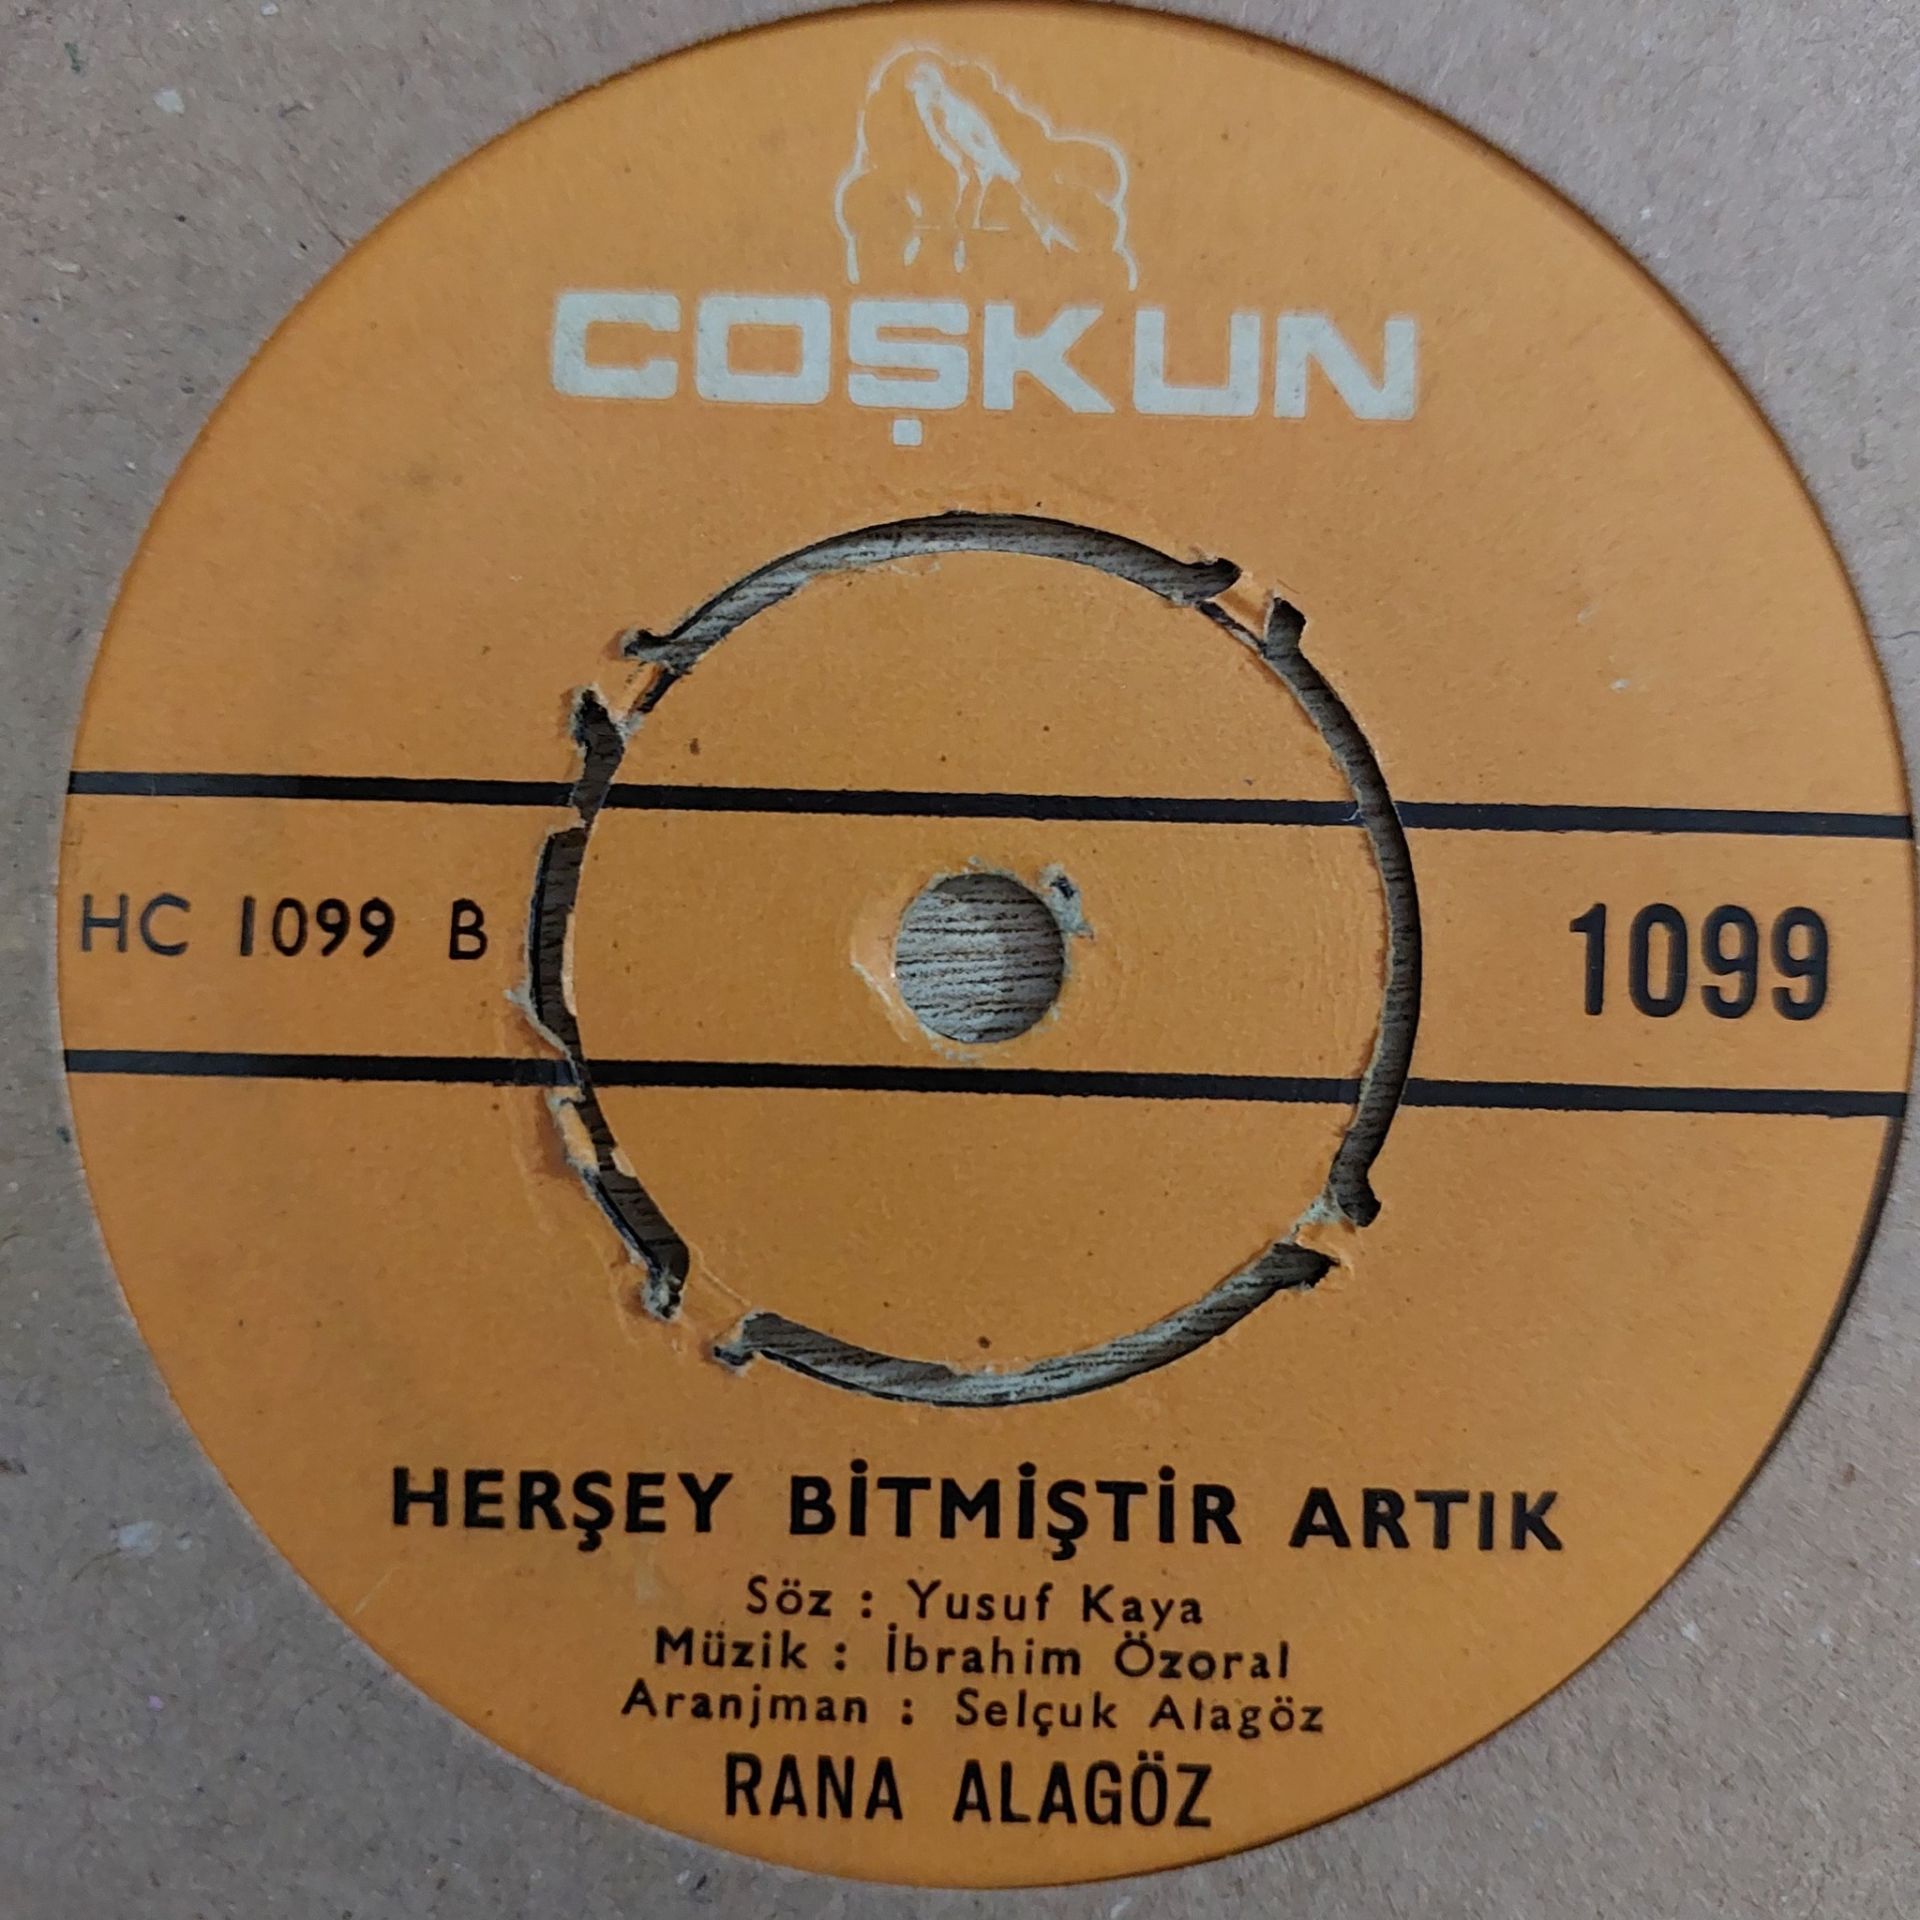 COŞKUN
HC 1099 B
1099
HERŞEY BİTMİŞTİR ARTIK
Söz : Yusuf Kaya
Müzik : İbrahim Özoral
Aranjman : Selçuk Alagöz
RANA ALAGÖZ